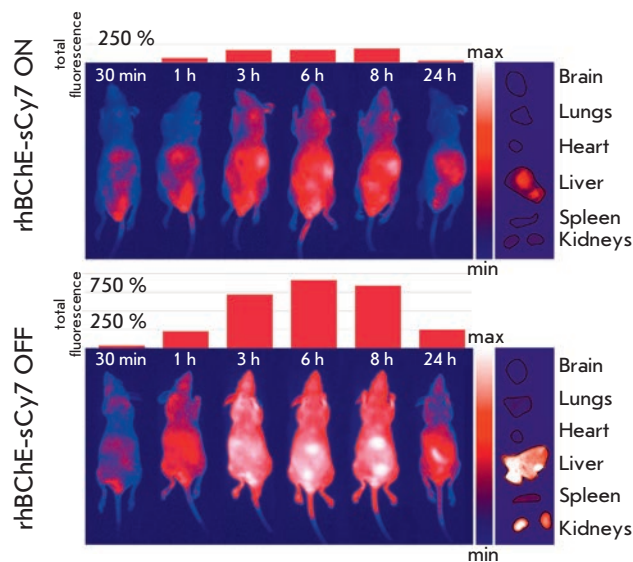 rhBChE-sCy7 ON
total
fluorescence
250 %
30 min 1 h 3 h 6 h 8 h 24 h
max
min
Brain
Lungs
Heart
Liver
Spleen
Kidneys
rhBChE-sCy7 OFF
total
fluorescence
750 %
250 %
30 min 1 h 3 h 6 h 8 h 24 h
max
min
Brain
Lungs
Heart
Liver
Spleen
Kidneys